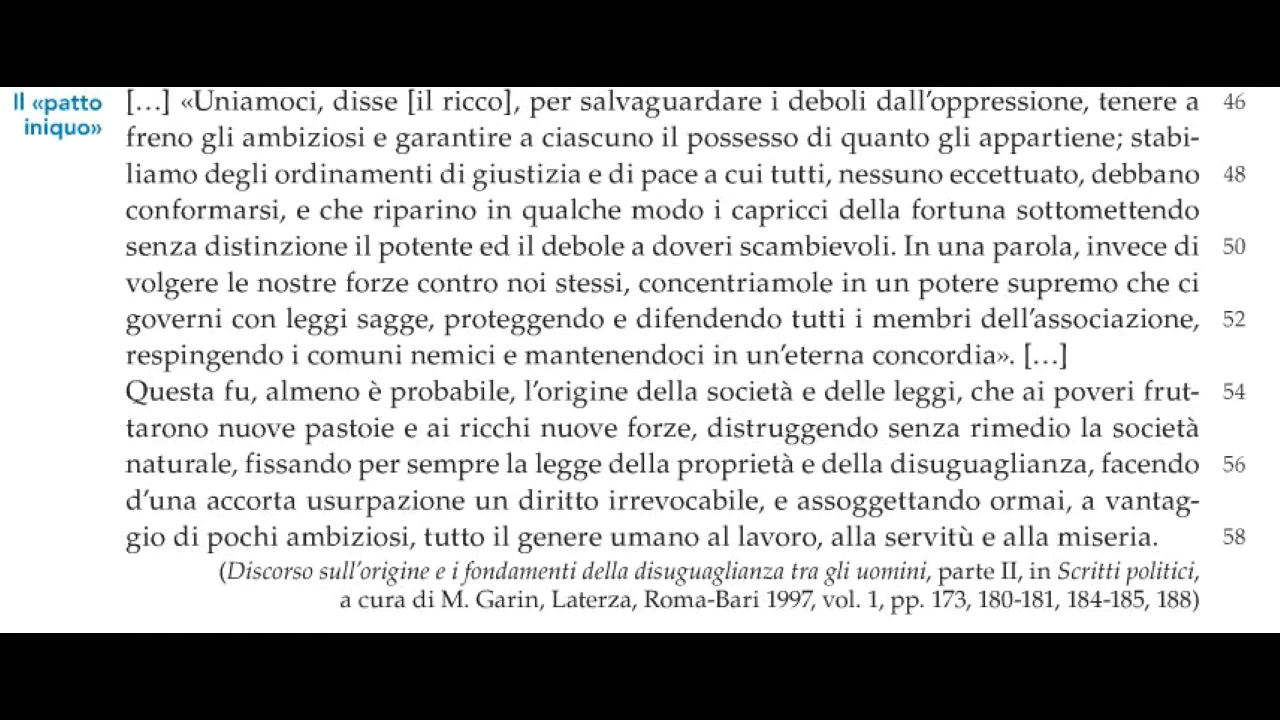 Il «patto
iniquo»
[…] «Uniamoci, disse [il ricco], per salvaguardare i deboli dall'oppressione, tenere a 46
freno gli ambiziosi e garantire a ciascuno il possesso di quanto gli appartiene; stabi-
liamo degli ordinamenti di giustizia e di pace a cui tutti, nessuno eccettuato, debbano 48
conformarsi, e che riparino in qualche modo i capricci della fortuna sottomettendo
senza distinzione il potente ed il debole a doveri scambievoli. In una parola, invece di 50
volgere le nostre forze contro noi stessi, concentriamole in un potere supremo che ci
governi con leggi sagge, proteggendo e difendendo tutti i membri dell'associazione, 52
respingendo i comuni nemici e mantenendoci in un'eterna concordia». […]
Questa fu, almeno è probabile, l'origine della società e delle leggi, che ai poveri frut- 54
tarono nuove pastoie e ai ricchi nuove forze, distruggendo senza rimedio la società
naturale, fissando per sempre la legge della proprietà e della disuguaglianza, facendo 56
d'una accorta usurpazione un diritto irrevocabile, e assoggettando ormai, a vantag-
gio di pochi ambiziosi, tutto il genere umano al lavoro, alla servitù e alla miseria. 58
(Discorso sull'origine e i fondamenti della disuguaglianza tra gli uomini, parte II, in Scritti politici,
a cura di M. Garin, Laterza, Roma-Bari 1997, vol. 1, pp. 173, 180-181, 184-185, 188)